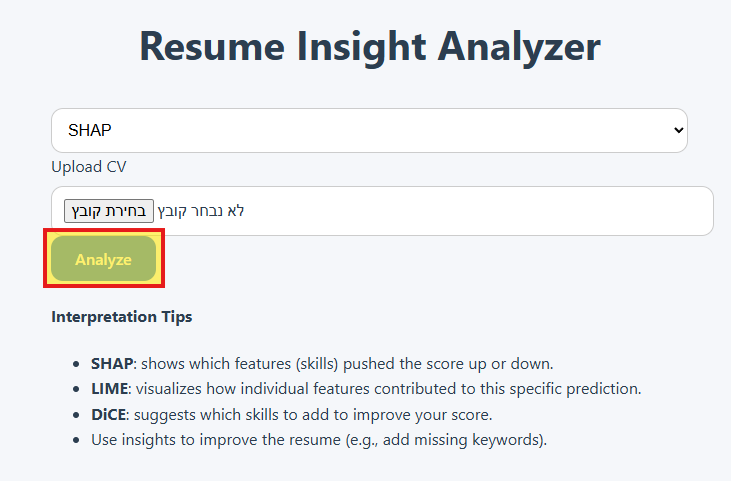 Resume Insight Analyzer
SHAP
Upload CV
בחירת קובץ לא נבחר קובץ
Analyze
Interpretation Tips
• SHAP: shows which features (skills) pushed the score up or down.
• LIME: visualizes how individual features contributed to this specific prediction.
• DiCE: suggests which skills to add to improve your score.
• Use insights to improve the resume (e.g., add missing keywords).